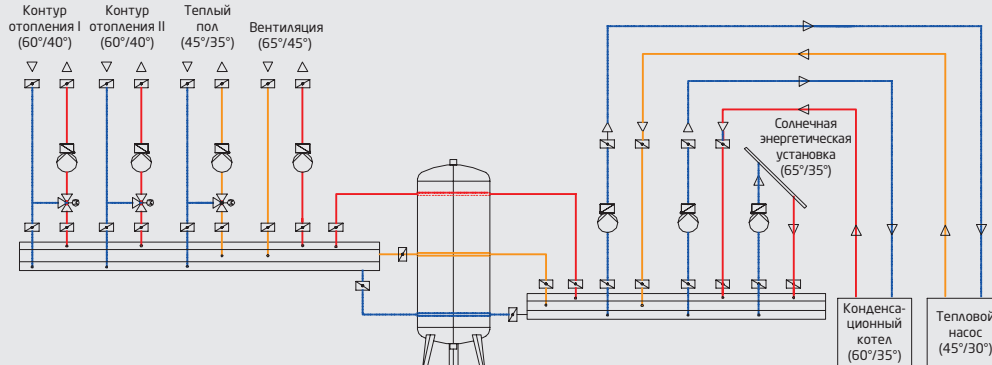 Контур
отопления I
(60°/40°)
Контур
отопления II
(60°/40°)
Теплый
пол
(45°/35°)
Вентиляция
(65°/45°)
Солнечная
энергетическая
установка
(65°/35°)
Конденса-
ционный
котел
(60°/35°)
Тепловой
насос
(45°/30°)